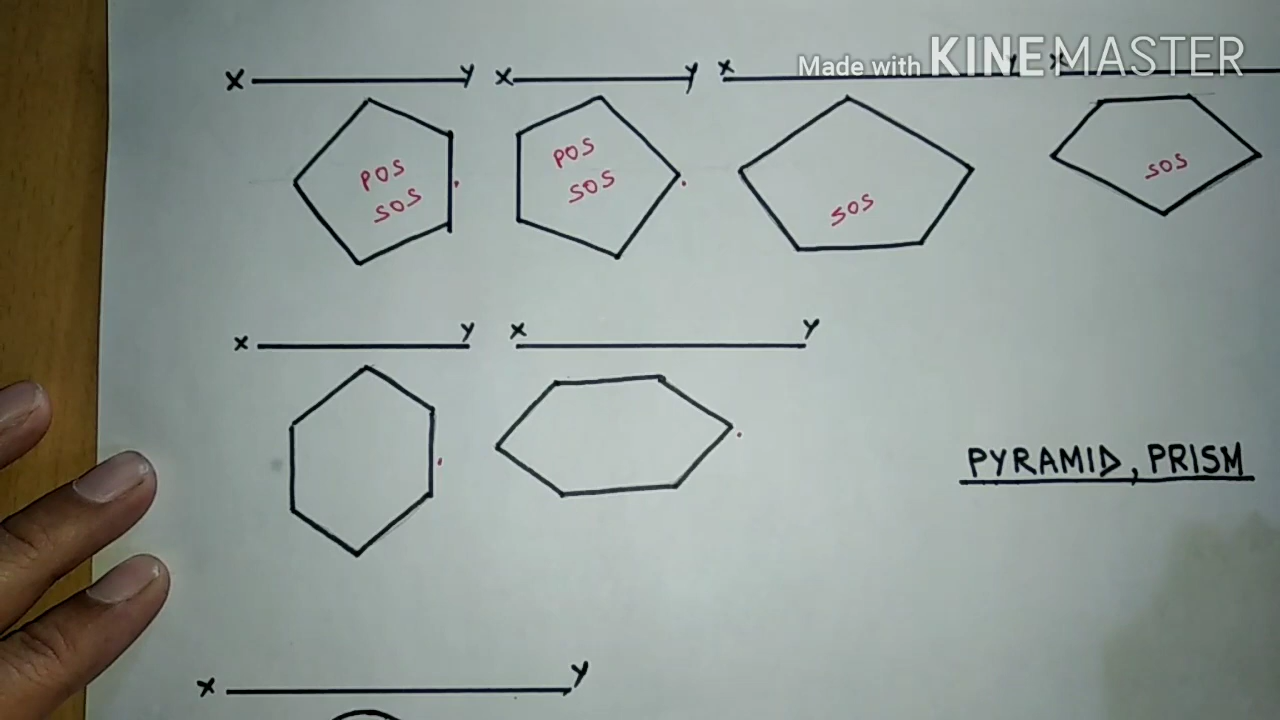 Made with KINEMASTER
x y x y x y x
POS
SOS
POS
SOS
SOS
SOS
x y x y
PYRAMID, PRISM
x y